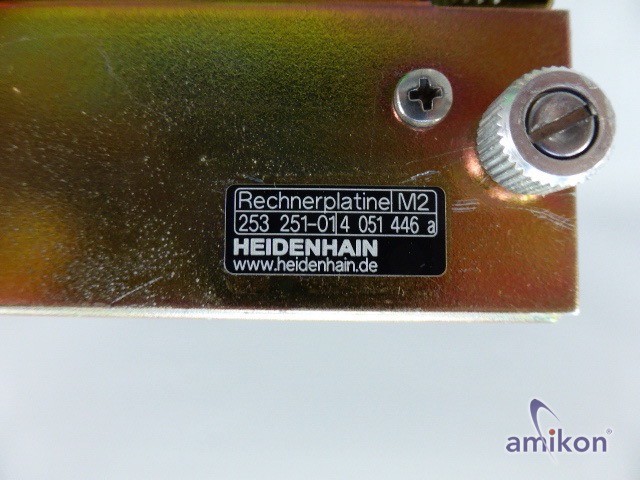 Rechnerplatine M2
253 251-01 4 051 446 a
HEIDENHAIN
www.heidenhain.de
amikon®